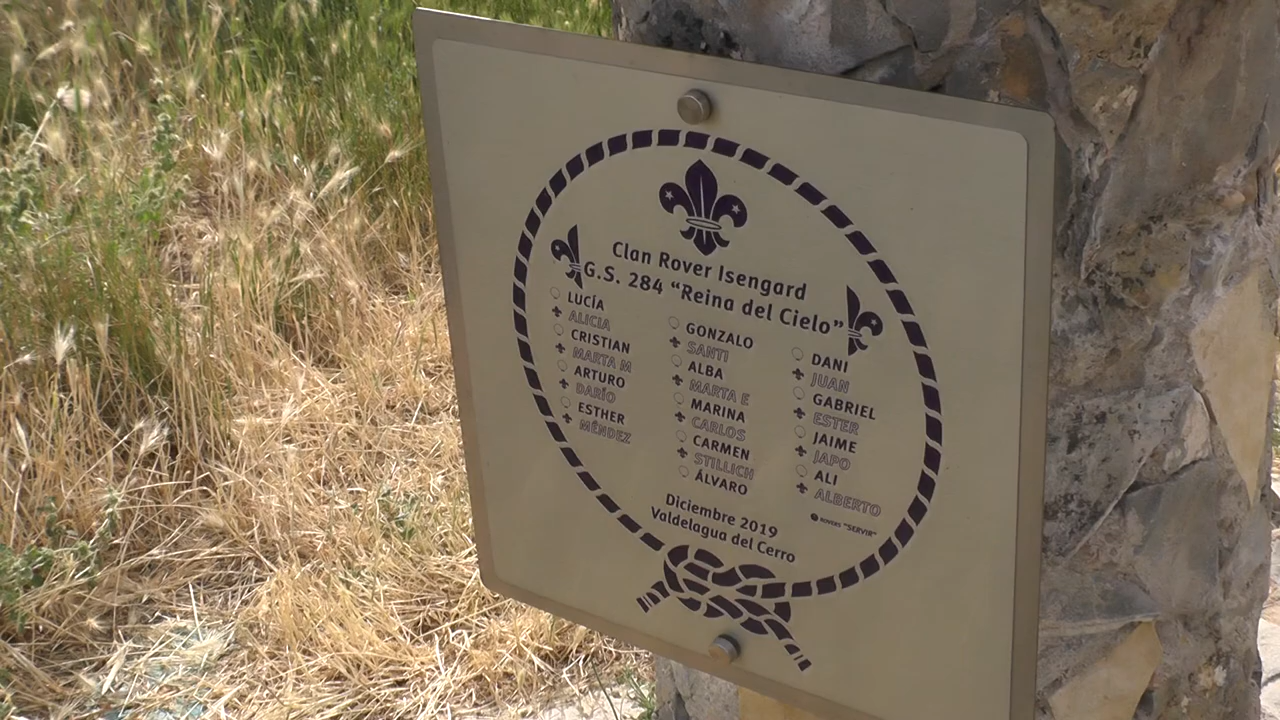 Clan Rover Isengard
G.S. 284 “Reina del Cielo”
LUCÍA
ALICIA
CRISTIAN
MARTA M
ARTURO
DARÍO
ESTHER
MÉNDEZ
GONZALO
SANTI
ALBA
MARTA E
MARINA
CARLOS
CARMEN
STILLICH
ÁLVARO
DANI
JUAN
GABRIEL
ESTER
JAIME
JAPO
ALI
ALBERTO
ROVERS "SERVIR"
Diciembre 2019
Valdelagua del Cerro